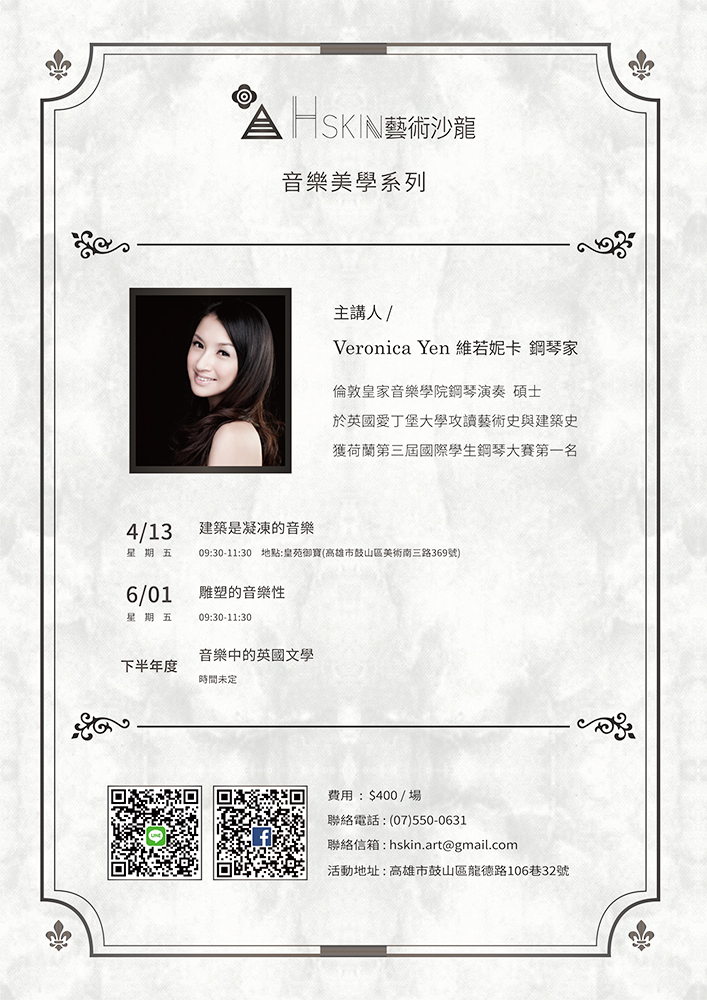 HSKIN藝術沙龍
音樂美學系列
主講人 /
Veronica Yen 維若妮卡 鋼琴家
倫敦皇家音樂學院鋼琴演奏 碩士
於英國愛丁堡大學攻讀藝術史與建築史
獲荷蘭第三屆國際學生鋼琴大賽第一名
4/13 建築是凝凍的音樂
星期五 09:30-11:30 地點:皇苑御寶(高雄市鼓山區美術南三路369號)
6/01 雕塑的音樂性
星期五 09:30-11:30
下半年度 音樂中的英國文學
時間未定
LINE
費用 : $400 / 場
聯絡電話 : (07)550-0631
聯絡信箱 : hskin.art@gmail.com
活動地址 : 高雄市鼓山區龍德路106巷32號